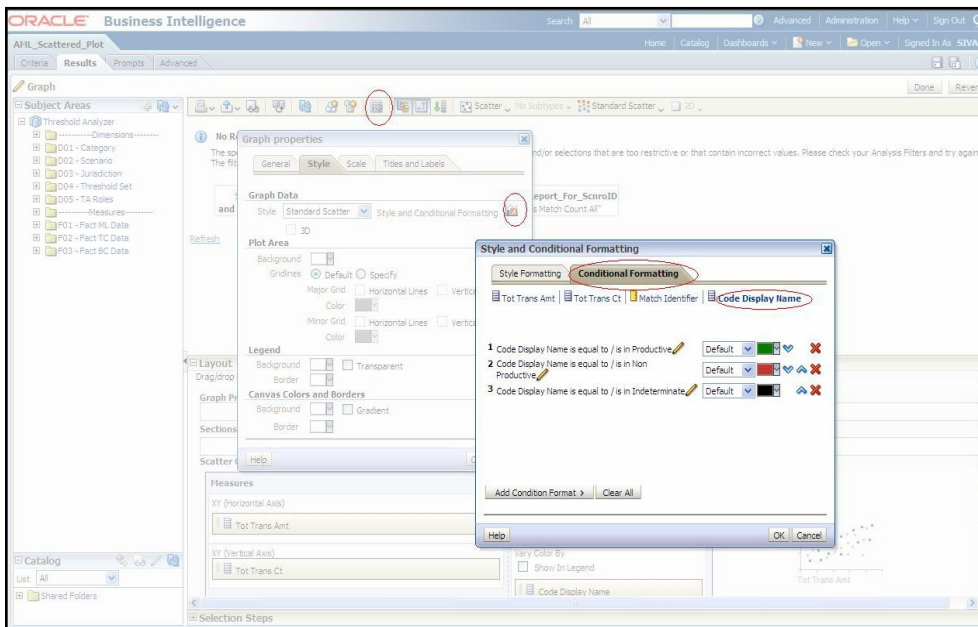 ORACLE Business Intelligence
Search All Advanced Administration Help Sign Out
AML_Scattered_Plot
Home Catalog Dashboards New Open Signed In As SIVA
Criteria Results Prompts Advanced
Graph
Done
Subject Areas
Scatter No Subtypes Standard Scatter 2D
Threshold Analyzer
----------Dimensions--------
D01 - Category
D02 - Scenario
D03 - Jurisdiction
D04 - Threshold Set
D05 - TA Roles
---------Measures---------
F01 - Fact ML Data
F02 - Fact TC Data
F03 - Fact BC Data
No
The
and/or selections that are too restrictive or that contain incorrect values. Please check your Analysis Filters and try again
The
Report_For_ScnroID
and
s Match Count All"
Refresh
Graph properties
General Style Scale Titles and Labels
Graph Data
Style Standard Scatter Style and Conditional Formatting
3D
Plot Area
Background
Gridlines Default Specify
Major Grid Horizontal Lines
Color
Minor Grid Horizontal Lines
Color
Legend
Background Transparent
Border
Canvas Colors and Borders
Background Gradient
Border
Help
Style and Conditional Formatting
Style Formatting Conditional Formatting
Tot Trans Amt Tot Trans Ct Match Identifier Code Display Name
1 Code Display Name is equal to / is in Productive Default
2 Code Display Name is equal to / is in Non
Productive Default
3 Code Display Name is equal to / is in Indeterminate Default
Add Condition Format > Clear All
Help OK Cancel
Layout
Drag/drop
Graph
Sections
Scatter
Measures
XY (Horizontal Axis)
Tot Trans Amt
XY (Vertical Axis)
Tot Trans Ct
Vary Color By
Show In Legend
Code Display Name
Tot Trans Amt
Catalog
List All
Shared Folders
Selection Steps